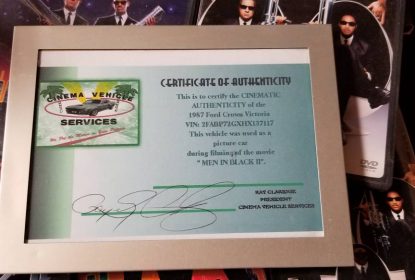 CERTIFICATE OF AUTHENTICITY
CINEMA VEHICLE
SERVICES
This is to certify the CINEMATIC
AUTHENTICITY of the
1987 Ford Crown Victoria
VIN: 2FABP72GXHX137117
This vehicle was used as a
picture car
during filming of the movie
" MEN IN BLACK II".
RAY CLARIDGE
PRESIDENT
CINEMA VEHICLE SERVICES
DVD